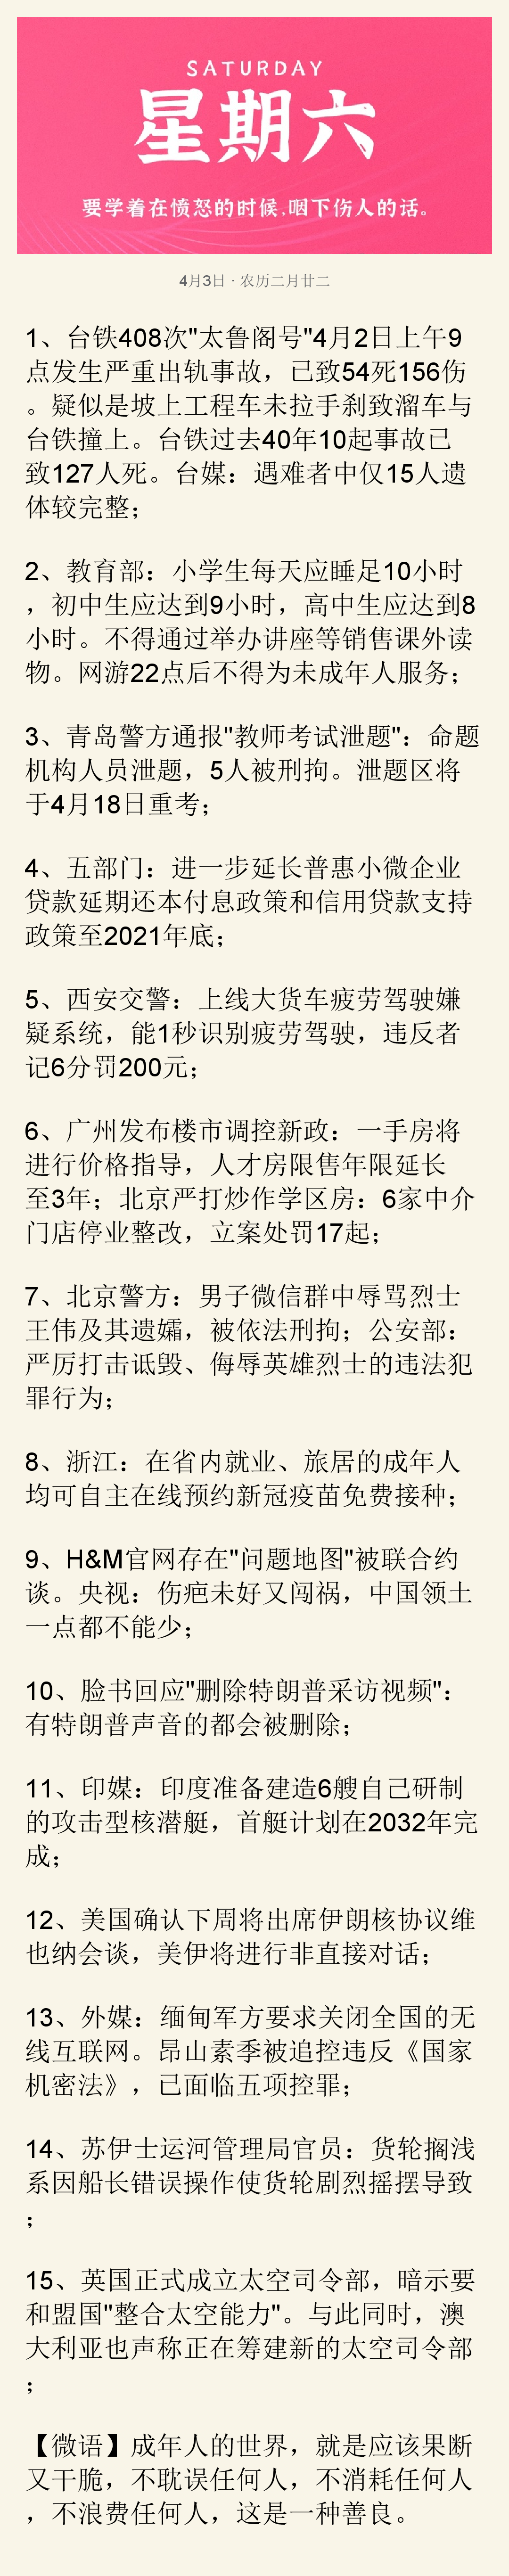 SATURDAY
星期六
要学着在愤怒的时候,咽下伤人的话。
4月3日 · 农历二月廿二
1、台铁408次"太鲁阁号"4月2日上午9
点发生严重出轨事故，已致54死156伤
。疑似是坡上工程车未拉手刹致溜车与
台铁撞上。台铁过去40年10起事故已
致127人死。台媒：遇难者中仅15人遗
体较完整；
2、教育部：小学生每天应睡足10小时
，初中生应达到9小时，高中生应达到8
小时。不得通过举办讲座等销售课外读
物。网游22点后不得为未成年人服务；
3、青岛警方通报"教师考试泄题"：命题
机构人员泄题，5人被刑拘。泄题区将
于4月18日重考；
4、五部门：进一步延长普惠小微企业
贷款延期还本付息政策和信用贷款支持
政策至2021年底；
5、西安交警：上线大货车疲劳驾驶嫌
疑系统，能1秒识别疲劳驾驶，违反者
记6分罚200元；
6、广州发布楼市调控新政：一手房将
进行价格指导，人才房限售年限延长
至3年；北京严打炒作学区房：6家中介
门店停业整改，立案处罚17起；
7、北京警方：男子微信群中辱骂烈士
王伟及其遗孀，被依法刑拘；公安部：
严厉打击诋毁、侮辱英雄烈士的违法犯
罪行为；
8、浙江：在省内就业、旅居的成年人
均可自主在线预约新冠疫苗免费接种；
9、H&M官网存在"问题地图"被联合约
谈。央视：伤疤未好又闯祸，中国领土
一点都不能少；
10、脸书回应"删除特朗普采访视频"：
有特朗普声音的都会被删除；
11、印媒：印度准备建造6艘自己研制
的攻击型核潜艇，首艇计划在2032年完
成；
12、美国确认下周将出席伊朗核协议维
也纳会谈，美伊将进行非直接对话；
13、外媒：缅甸军方要求关闭全国的无
线互联网。昂山素季被追控违反《国家
机密法》，已面临五项控罪；
14、苏伊士运河管理局官员：货轮搁浅
系因船长错误操作使货轮剧烈摇摆导致
；
15、英国正式成立太空司令部，暗示要
和盟国"整合太空能力"。与此同时，澳
大利亚也声称正在筹建新的太空司令部
；
【微语】成年人的世界，就是应该果断
又干脆，不耽误任何人，不消耗任何人
，不浪费任何人，这是一种善良。